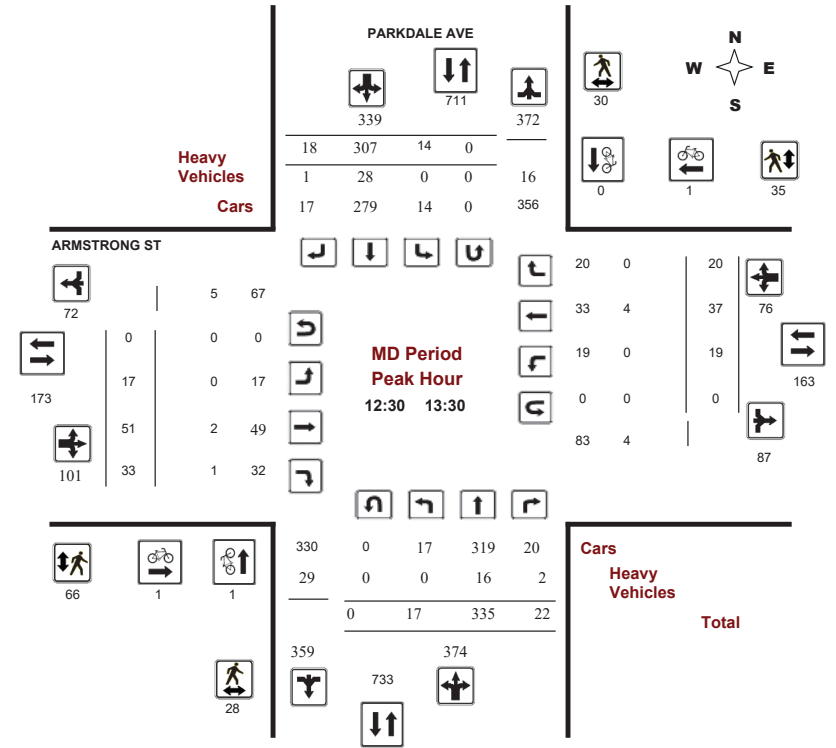 PARKDALE AVE
N
W E
S
711
339 372
30
18 307 14 0
Heavy
Vehicles
1 28 0 0 16
Cars
17 279 14 0 356
0 1 35
ARMSTRONG ST
72
5 67
20 0 20
76
33 4 37
0 0 0
173
17 0 17
MD Period
Peak Hour
12:30 13:30
19 0 19
163
0 0 0
51 2 49
101
33 1 32
83 4
87
330 0 17 319 20
Cars
29 0 0 16 2
Heavy
Vehicles
66 1 1
0 17 335 22
Total
359 374
733
28